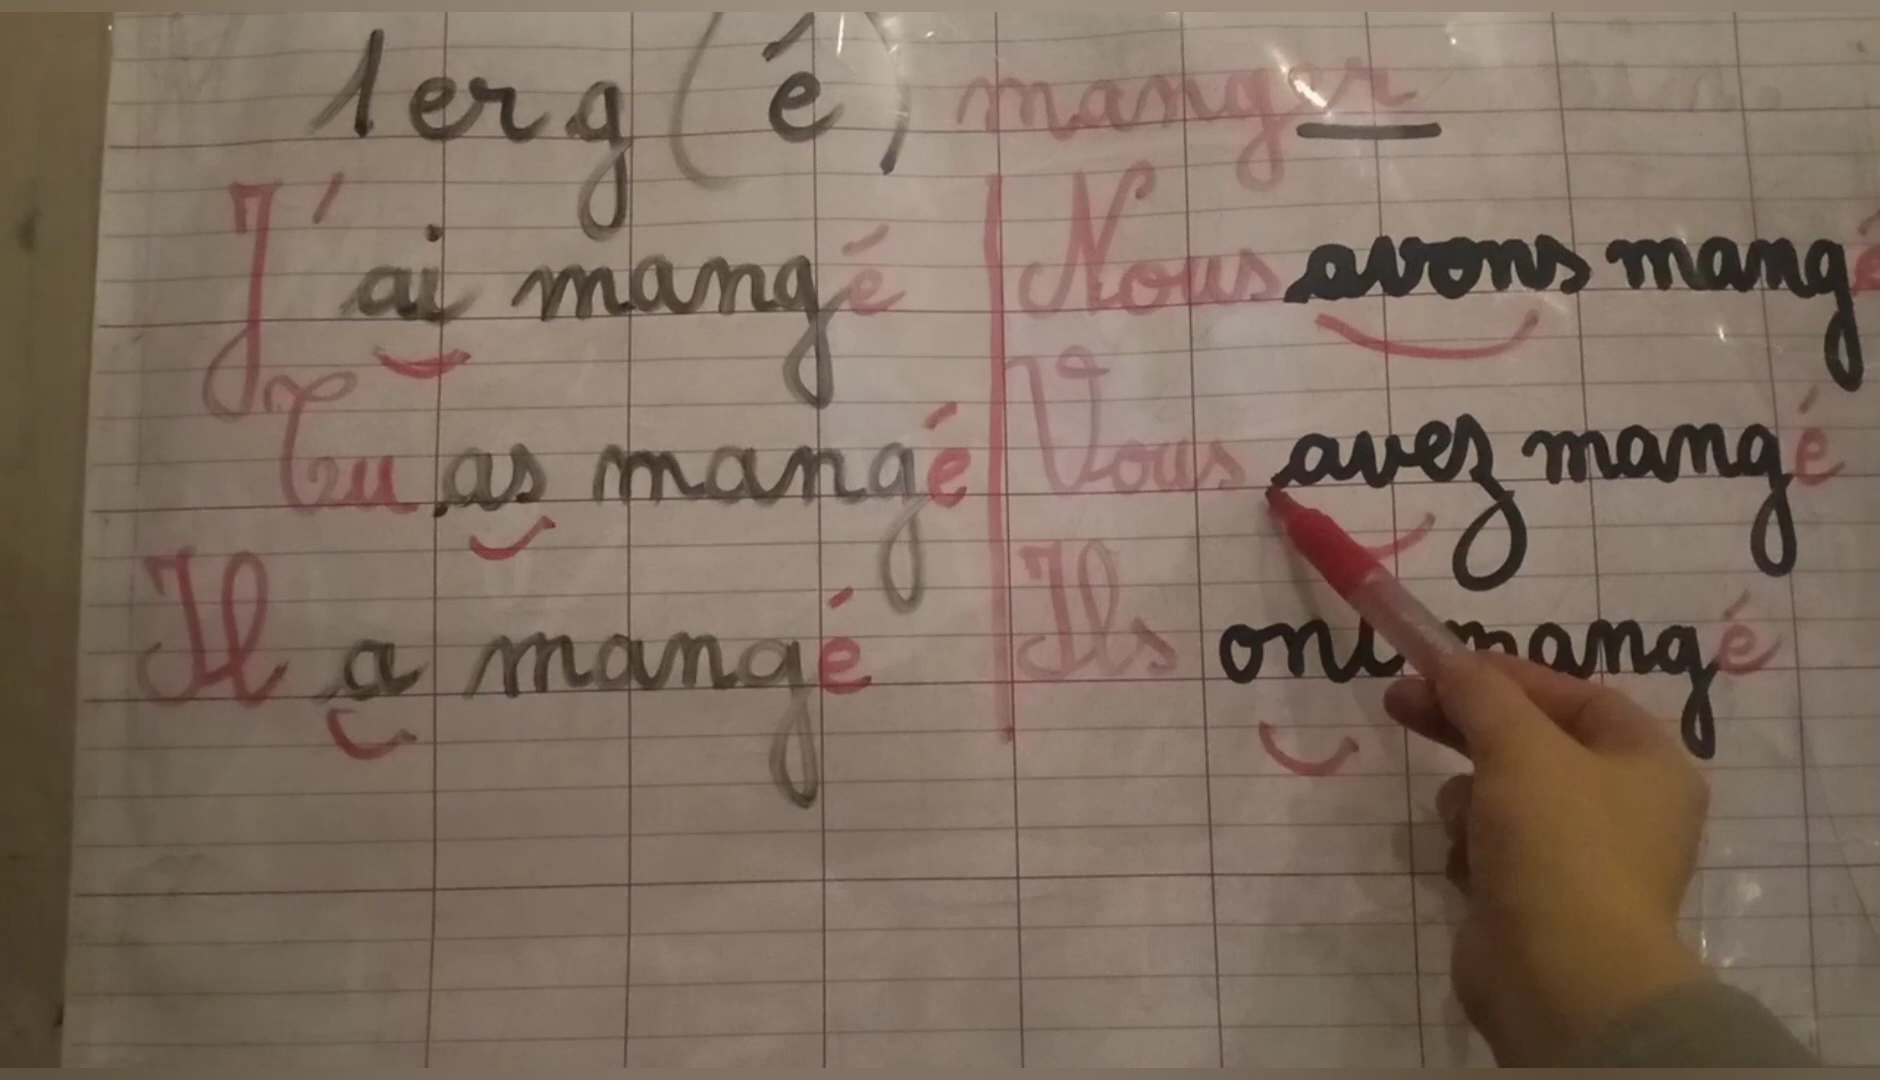 1er g (é) manger
J'ai mangé
Tu as mangé
Il a mangé
Nous avons mangé
Vous avez mangé
Ils ont mangé